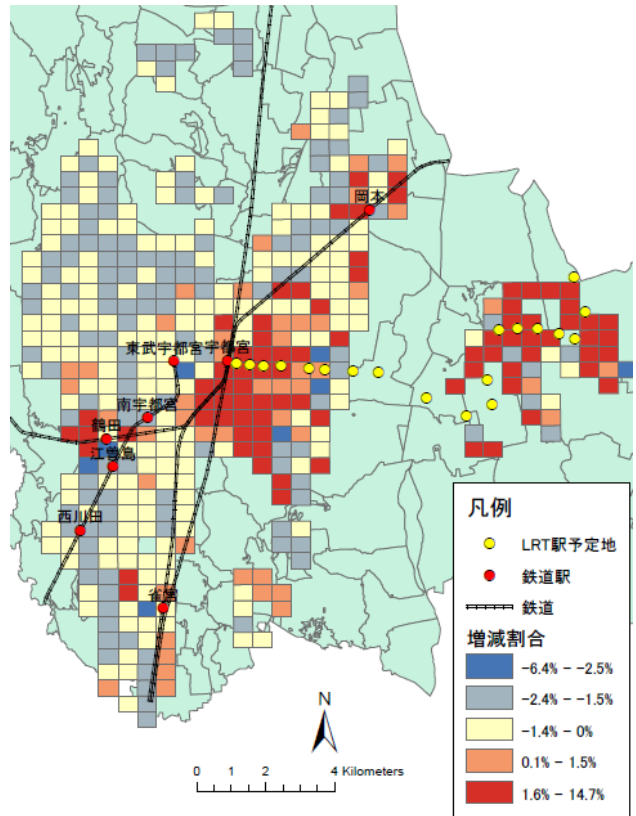 岡本
東武宇都宮
宇都宮
南宇都宮
鶴田
江曽島
西川田
雀宮
凡例
LRT駅予定地
鉄道駅
鉄道
増減割合
-6.4% - -2.5%
-2.4% - -1.5%
-1.4% - 0%
0.1% - 1.5%
1.6% - 14.7%
N
0 1 2 4 Kilometers